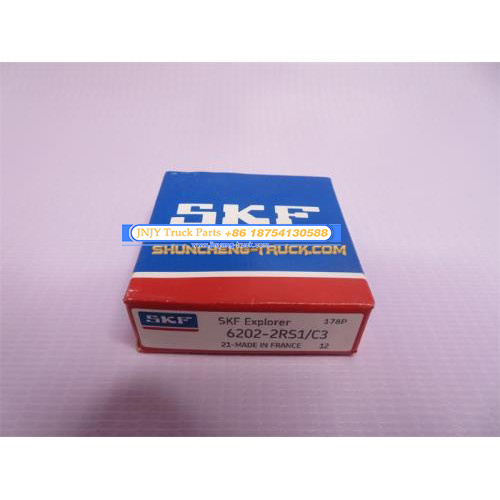 SKF
JNJY Truck Parts +86 18754130588
SHUNCHENG-TRUCK.COM
SKF
SKF Explorer
178P
6202-2RS1/C3
21-MADE IN FRANCE
12